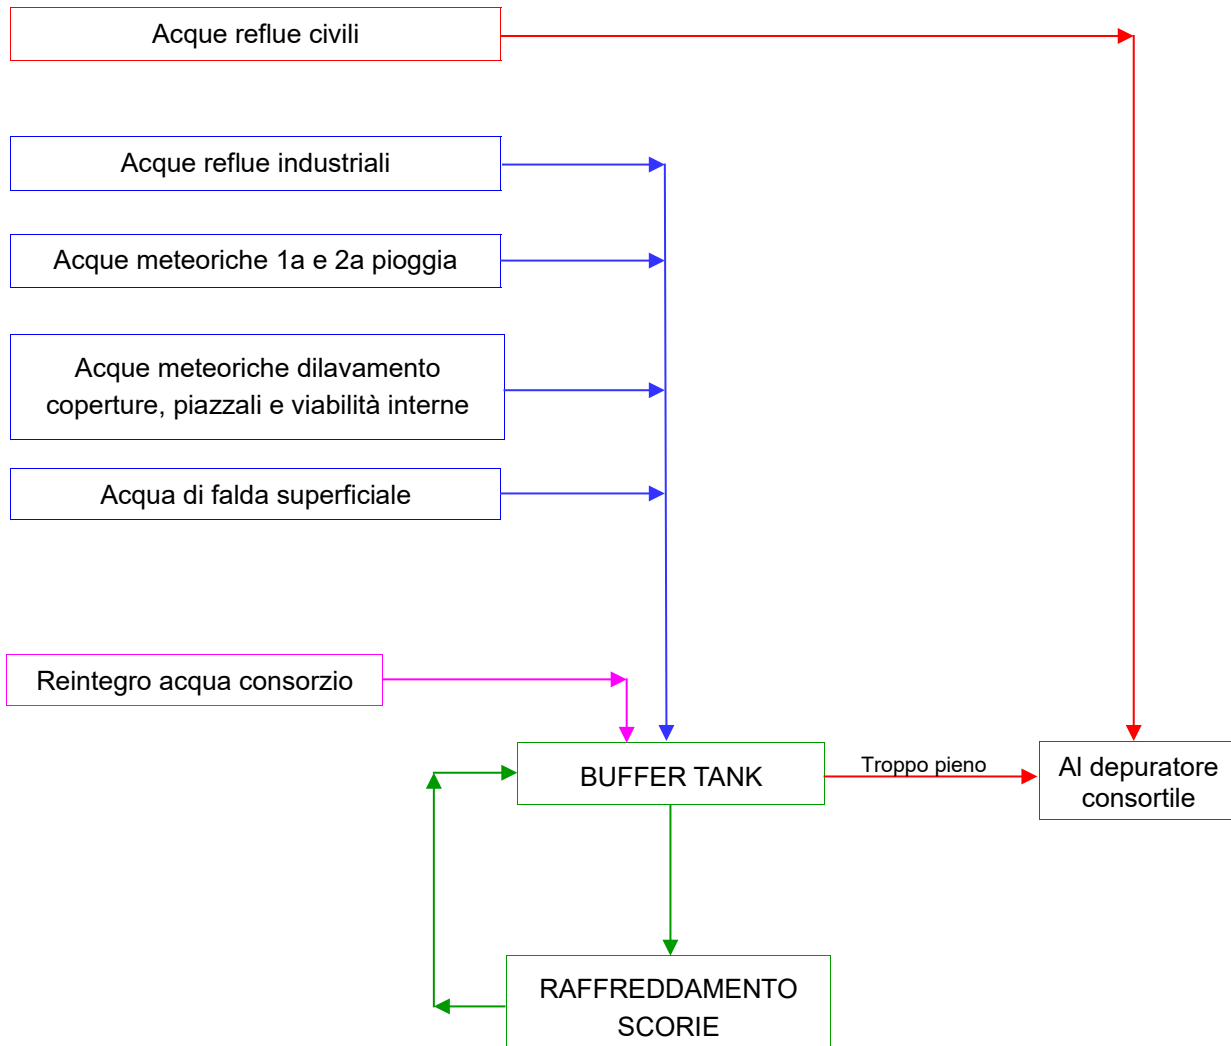 Acque reflue civili
Acque reflue industriali
Acque meteoriche 1a e 2a pioggia
Acque meteoriche dilavamento
coperture, piazzali e viabilità interne
Acqua di falda superficiale
Reintegro acqua consorzio
BUFFER TANK
Troppo pieno
Al depuratore
consortile
RAFFREDDAMENTO
SCORIE